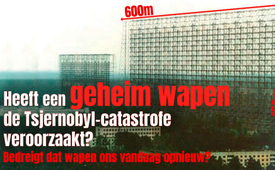 600m
Heeft een geheim wapen
de Tsjernobyl-catastrofe
veroorzaakt?
Bedreigt dat wapen ons vandaag opnieuw?